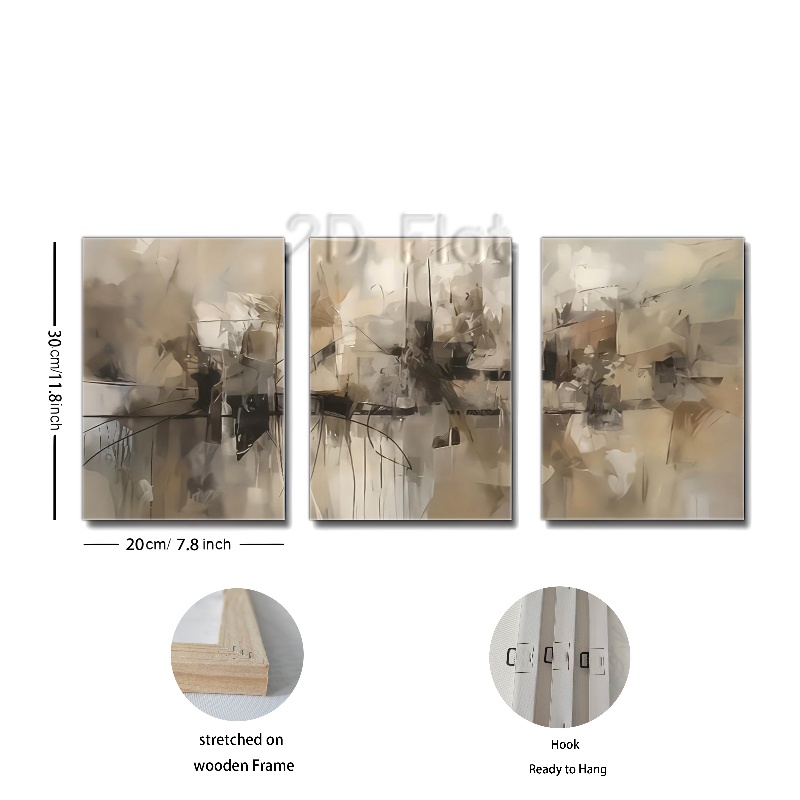 2D Flat
30cm/11.8inch
20cm/ 7.8 inch
stretched on
wooden Frame
Hook
Ready to Hang